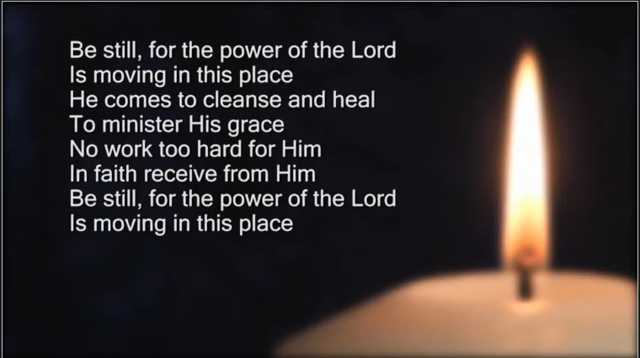 Be still, for the power of the Lord
Is moving in this place
He comes to cleanse and heal
To minister His grace
No work too hard for Him
In faith receive from Him
Be still, for the power of the Lord
Is moving in this place